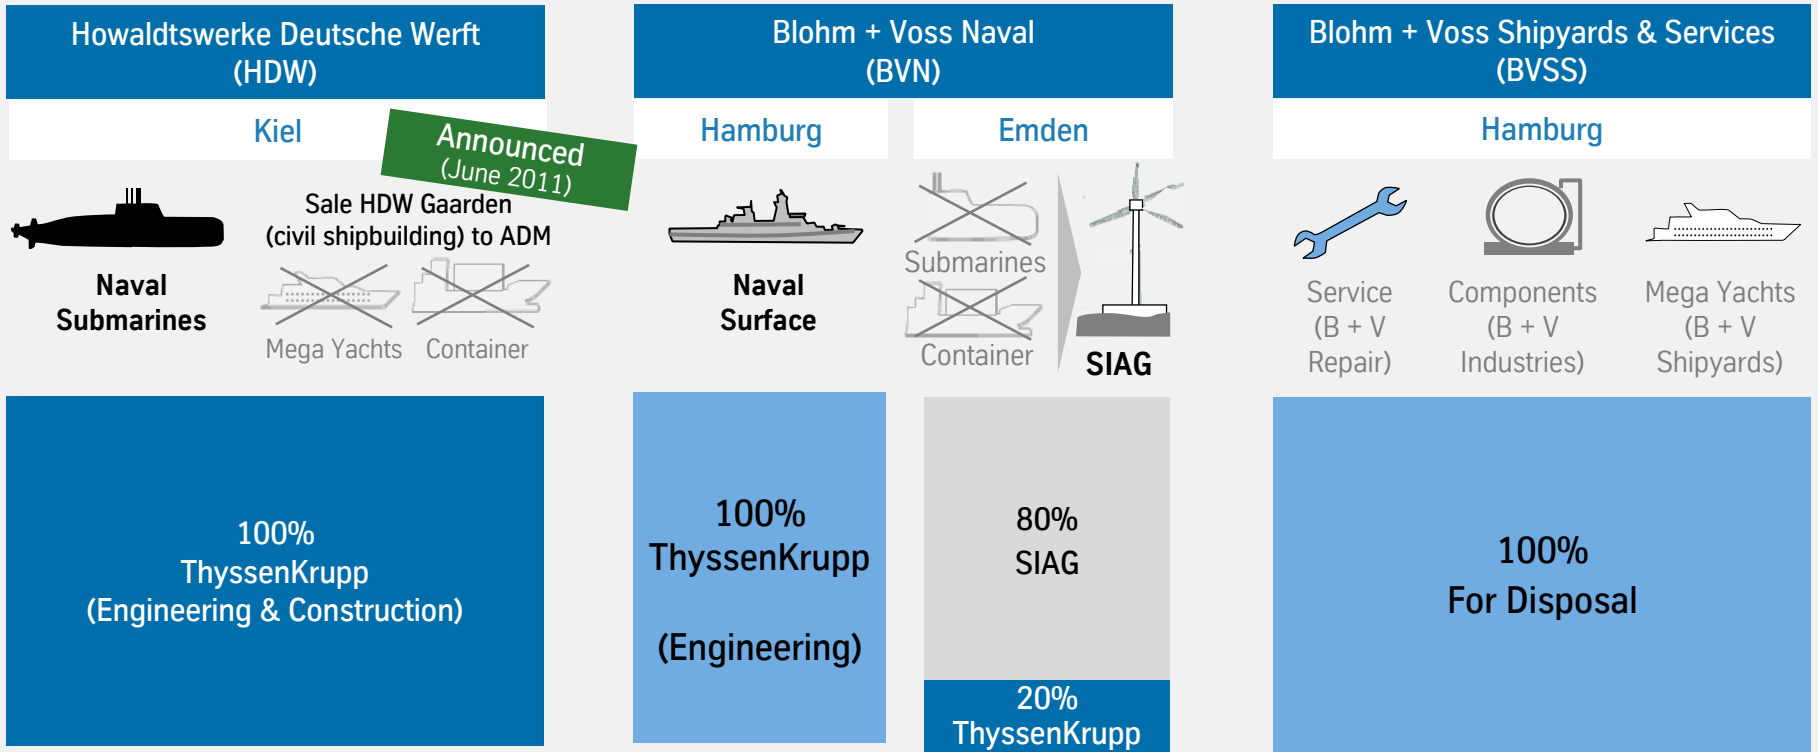 Howaldtswerke Deutsche Werft
(HDW)
Kiel
Announced
(June 2011)
Sale HDW Gaarden
(civil shipbuilding) to ADM
Naval
Submarines
Mega Yachts
Container
100%
ThyssenKrupp
(Engineering & Construction)
Blohm + Voss Naval
(BVN)
Hamburg
Naval
Surface
100%
ThyssenKrupp
(Engineering)
Emden
Submarines
Container
SIAG
80%
SIAG
20%
ThyssenKrupp
Blohm + Voss Shipyards & Services
(BVSS)
Hamburg
Service
(B + V
Repair)
Components
(B + V
Industries)
Mega Yachts
(B + V
Shipyards)
100%
For Disposal